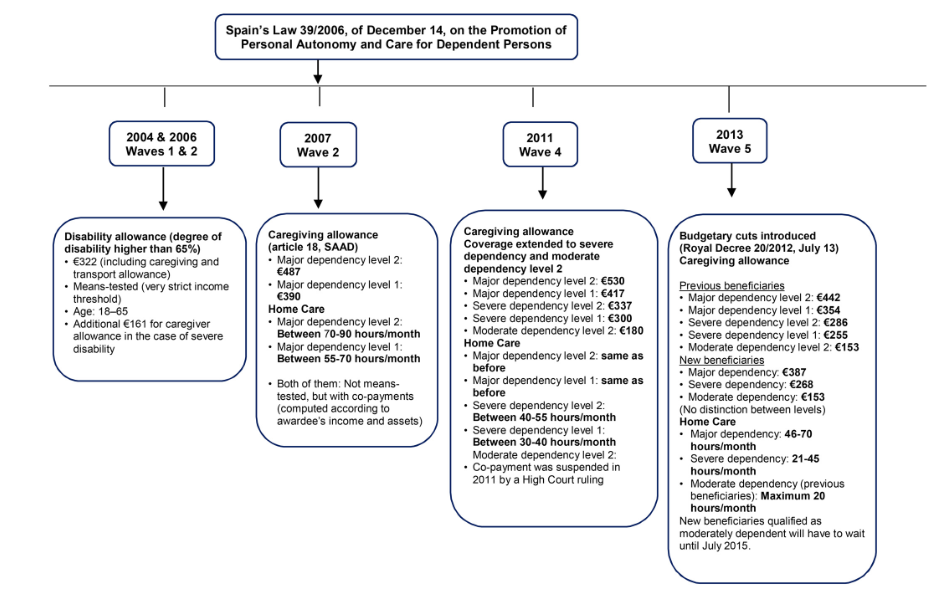 Spain's Law 39/2006, of December 14, on the Promotion of
Personal Autonomy and Care for Dependent Persons
2004 & 2006
Waves 1 & 2
2007
Wave 2
2011
Wave 4
2013
Wave 5
Disability allowance (degree of
disability higher than 65%)
• €322 (including caregiving and
transport allowance)
• Means-tested (very strict income
threshold)
• Age: 18–65
• Additional €161 for caregiver
allowance in the case of severe
disability
Caregiving allowance
(article 18, SAAD)
• Major dependency level 2:
€487
• Major dependency level 1:
€390
Home Care
• Major dependency level 2:
Between 70-90 hours/month
• Major dependency level 1:
Between 55-70 hours/month
• Both of them: Not means-
tested, but with co-payments
(computed according to
awardee's income and assets)
Caregiving allowance
Coverage extended to severe
dependency and moderate
dependency level 2
• Major dependency level 2: €530
• Major dependency level 1: €417
• Severe dependency level 2: €337
• Severe dependency level 1: €300
• Moderate dependency level 2: €180
Home Care
• Major dependency level 2: same as
before
• Major dependency level 1: same as
before
• Severe dependency level 2:
Between 40-55 hours/month
• Severe dependency level 1:
Between 30-40 hours/month
Moderate dependency level 2:
• Co-payment was suspended in
2011 by a High Court ruling
Budgetary cuts introduced
(Royal Decree 20/2012, July 13)
Caregiving allowance
Previous beneficiaries
• Major dependency level 2: €442
• Major dependency level 1: €354
• Severe dependency level 2: €286
• Severe dependency level 1: €255
• Moderate dependency level 2: €153
New beneficiaries
• Major dependency: €387
• Severe dependency: €268
• Moderate dependency: €153
(No distinction between levels)
Home Care
• Major dependency: 46-70
hours/month
• Severe dependency: 21-45
hours/month
• Moderate dependency (previous
beneficiaries): Maximum 20
hours/month
New beneficiaries qualified as
moderately dependent will have to wait
until July 2015.